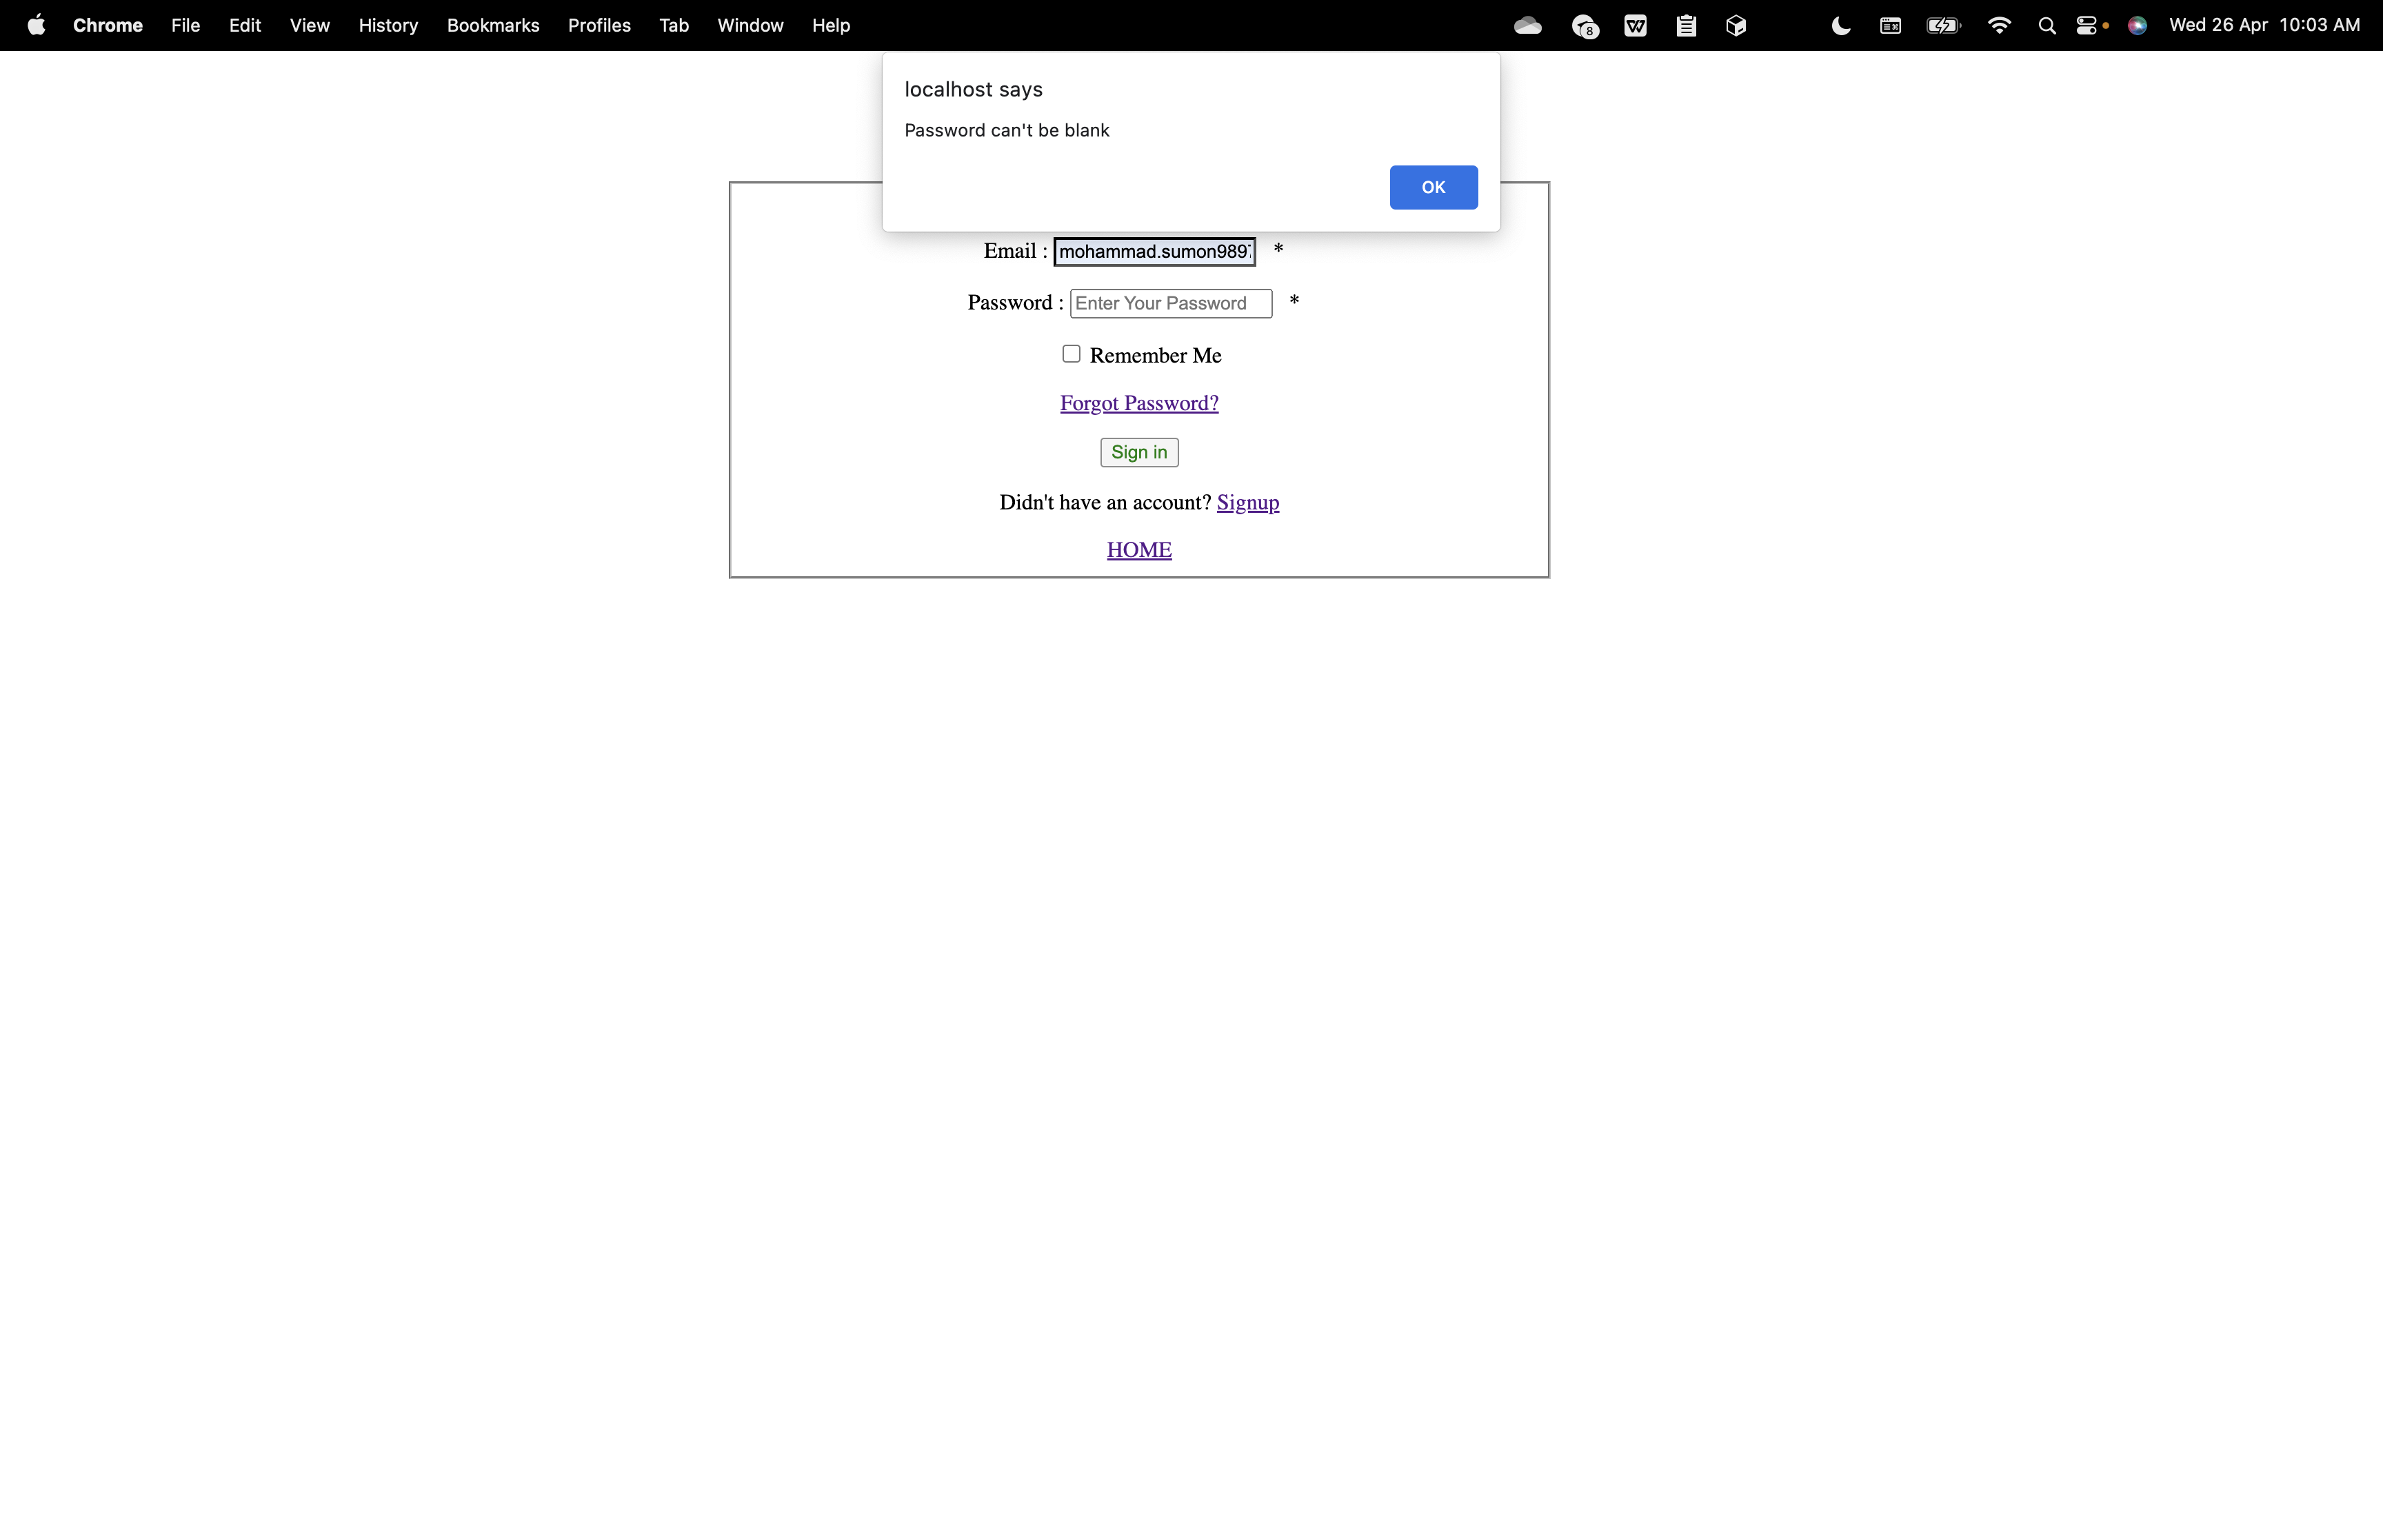 Chrome File Edit View History Bookmarks Profiles Tab Window Help 8 W Wed 26 Apr 10:03 AM
localhost says
Password can't be blank
OK
Email : mohammad.sumon989 *
Password : Enter Your Password *
Remember Me
Forgot Password?
Sign in
Didn't have an account? Signup
HOME